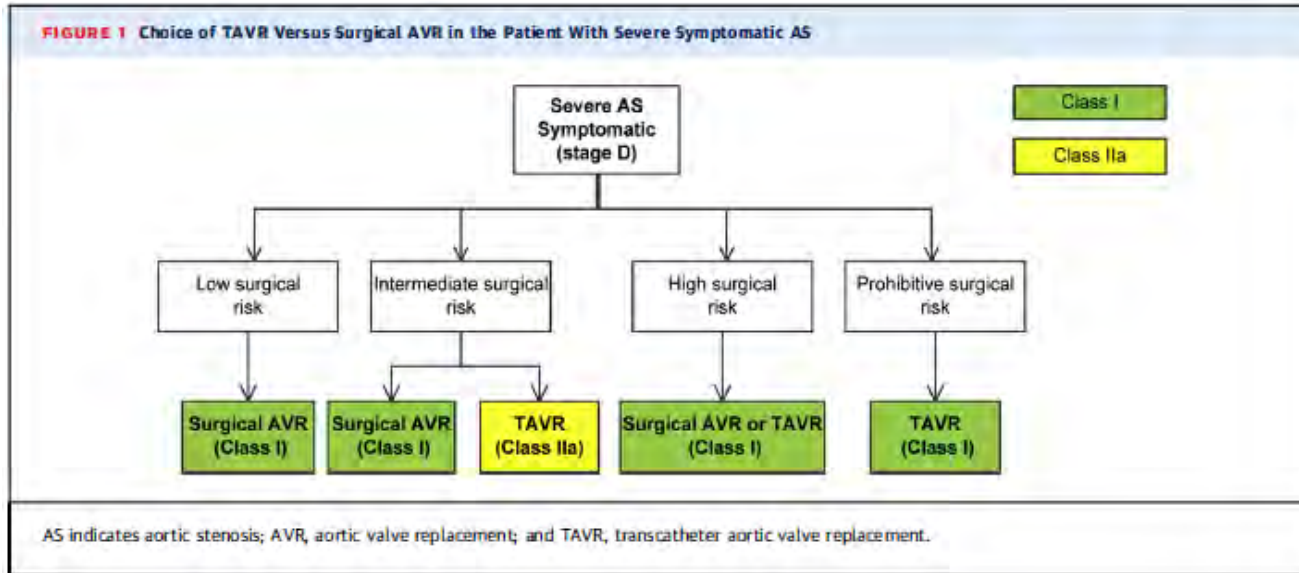 FIGURE 1 Choice of TAVR Versus Surgical AVR in the Patient With Severe Symptomatic AS
Severe AS
Symptomatic
(stage D)
Class I
Class IIa
Low surgical
risk
Intermediate surgical
risk
High surgical
risk
Prohibitive surgical
risk
Surgical AVR
(Class I)
Surgical AVR
(Class I)
TAVR
(Class IIa)
Surgical AVR or TAVR
(Class I)
TAVR
(Class I)
AS indicates aortic stenosis; AVR, aortic valve replacement; and TAVR, transcatheter aortic valve replacement.